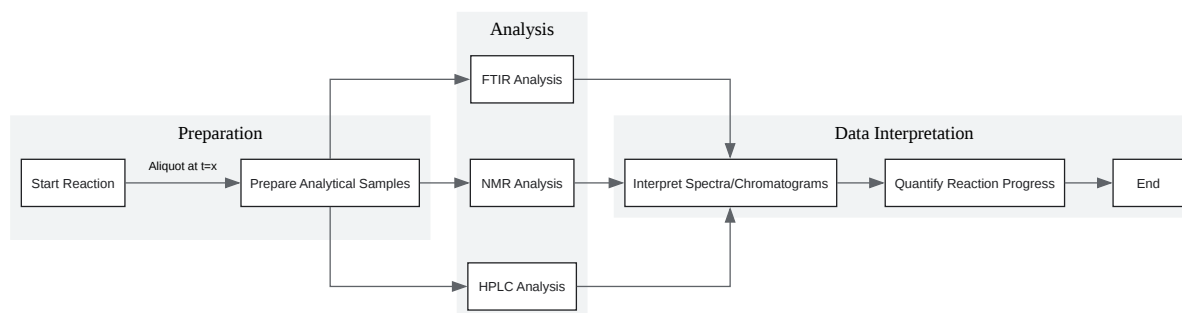 Analysis
FTIR Analysis
Preparation
Data Interpretation
Aliquot at t=x
Start Reaction
Prepare Analytical Samples
NMR Analysis
Interpret Spectra/Chromatograms
Quantify Reaction Progress
End
HPLC Analysis